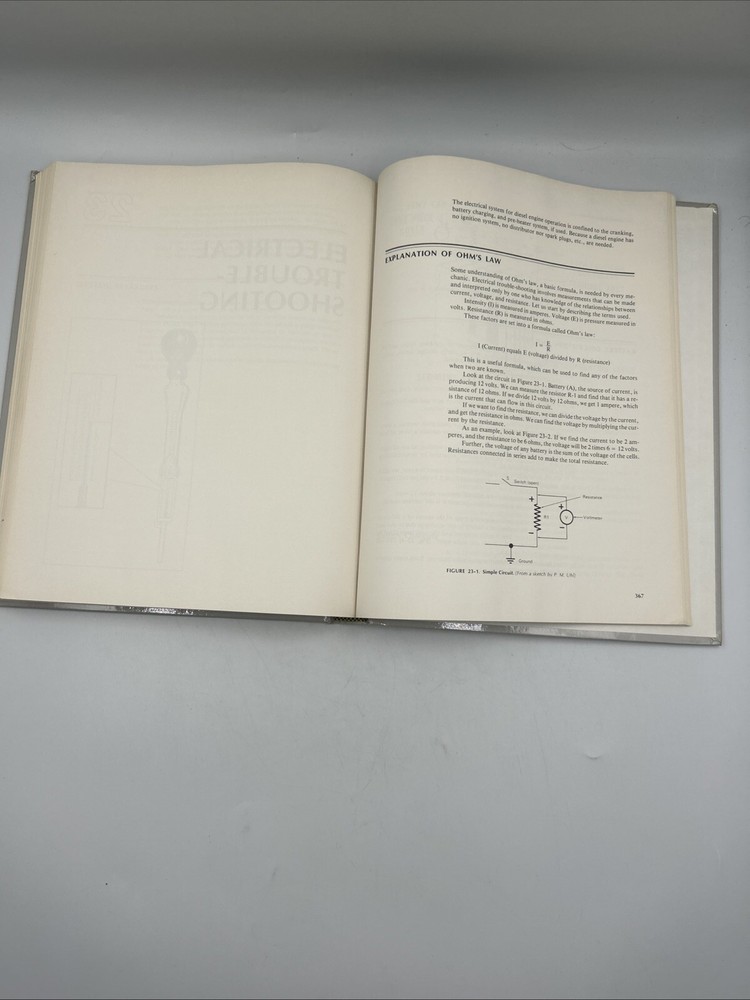 ELECTRICAL
TROUBLE
SHOOTING
The electrical system for diesel engine operation is confined to the cranking,
battery charging, and pre-heater system, if used. Because a diesel engine has
no ignition system, no distributor nor spark plugs, etc., are needed.
EXPLANATION OF OHM'S LAW
Some understanding of Ohm's law, a basic formula, is needed by every me-
chanic. Electrical trouble-shooting involves measurements that can be made
and interpreted only by one who has knowledge of the relationships between
current, voltage, and resistance. Let us start by describing the terms used.
Intensity (I) is measured in amperes. Voltage (E) is pressure measured in
volts. Resistance (R) is measured in ohms.
These factors are set into a formula called Ohm's law:
I = E
R
I (Current) equals E (voltage) divided by R (resistance)
This is a useful formula, which can be used to find any of the factors
when two are known.
Look at the circuit in Figure 23-1. Battery (A), the source of current, is
producing 12 volts. We can measure the resistor R-1 and find that it has a re-
sistance of 12 ohms. If we divide 12 volts by 12 ohms, we get 1 ampere, which
is the current that can flow in this circuit.
If we want to find the resistance, we can divide the voltage by the current,
and get the resistance in ohms. We can find the voltage by multiplying the cur-
rent by the resistance.
As an example, look at Figure 23-2. If we find the current to be 2 am-
peres, and the resistance to be 6 ohms, the voltage will be 2 times 6 = 12 volts.
Further, the voltage of any battery is the sum of the voltage of the cells.
Resistances connected in series add to make the total resistance.
S
Switch (open)
Resistance
+
+
R1
V
Voltmeter
−
−
Ground
FIGURE 23-1. Simple Circuit. (From a sketch by P. M.
367